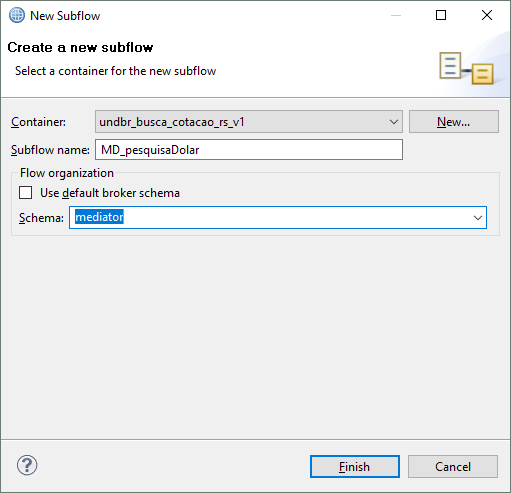 New Subflow
Create a new subflow
Select a container for the new subflow
Container: undbr_busca_cotacao_rs_v1 New...
Subflow name: MD_pesquisaDolar
Flow organization
Use default broker schema
Schema: mediator
? Finish Cancel